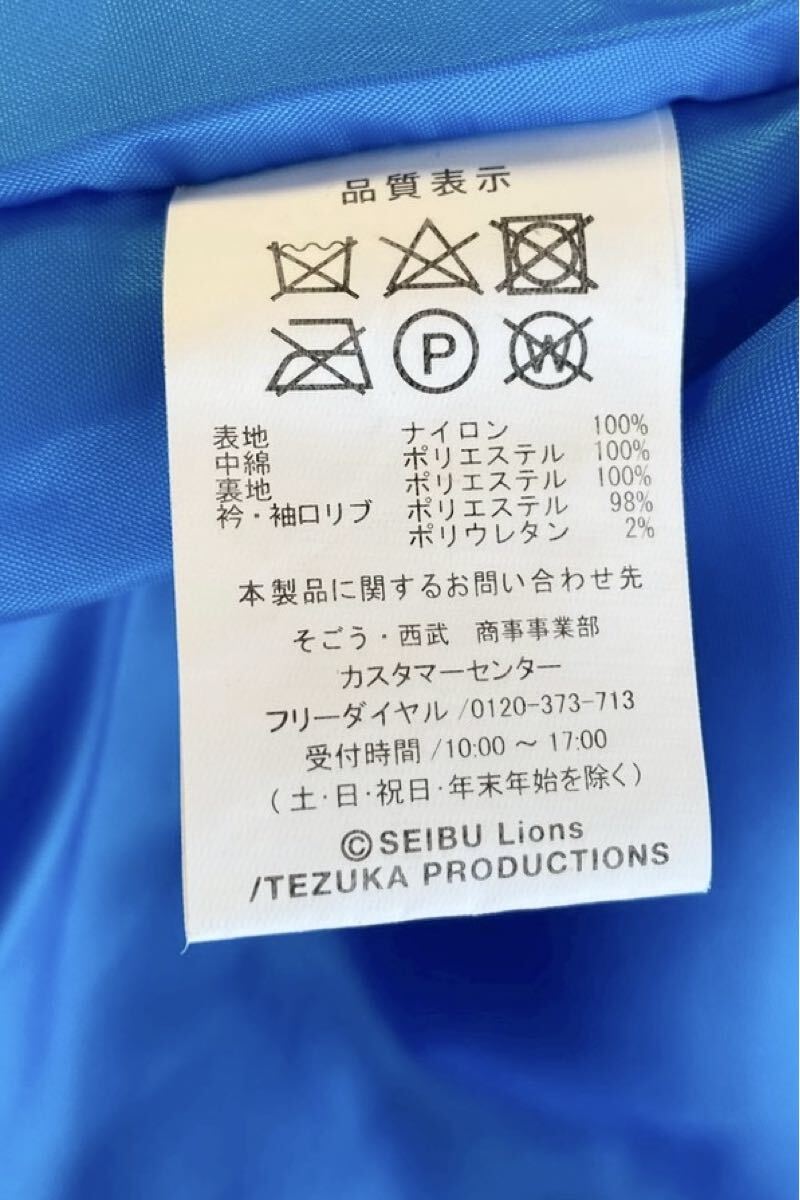 品質表示
P W
表地 ナイロン 100%
中綿 ポリエステル 100%
裏地 ポリエステル 100%
衿・袖口リブ ポリエステル 98%
ポリウレタン 2%
本製品に関するお問い合わせ先
そごう・西武 商事事業部
カスタマーセンター
フリーダイヤル/0120-373-713
受付時間/10:00～17:00
(土・日・祝日・年末年始を除く)
©SEIBU Lions
/TEZUKA PRODUCTIONS